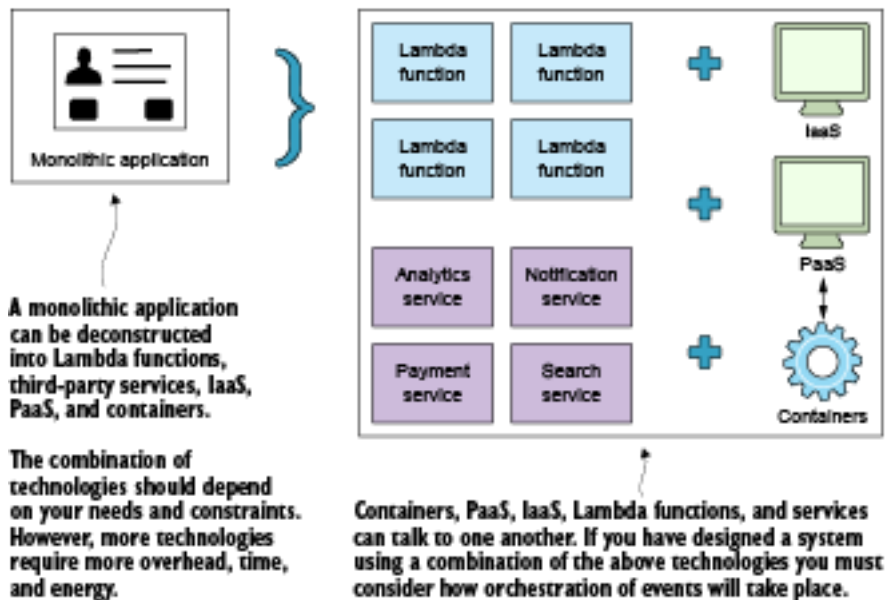 Monolithic application
A monolithic application
can be deconstructed
into Lambda functions,
third-party services, IaaS,
PaaS, and containers.
The combination of
technologies should depend
on your needs and constraints.
However, more technologies
require more overhead, time,
and energy.
Lambda
function
Lambda
function
Lambda
function
Lambda
function
Analytics
service
Notification
service
Payment
service
Search
service
IaaS
PaaS
Containers
Containers, PaaS, IaaS, Lambda functions, and services
can talk to one another. If you have designed a system
using a combination of the above technologies you must
consider how orchestration of events will take place.